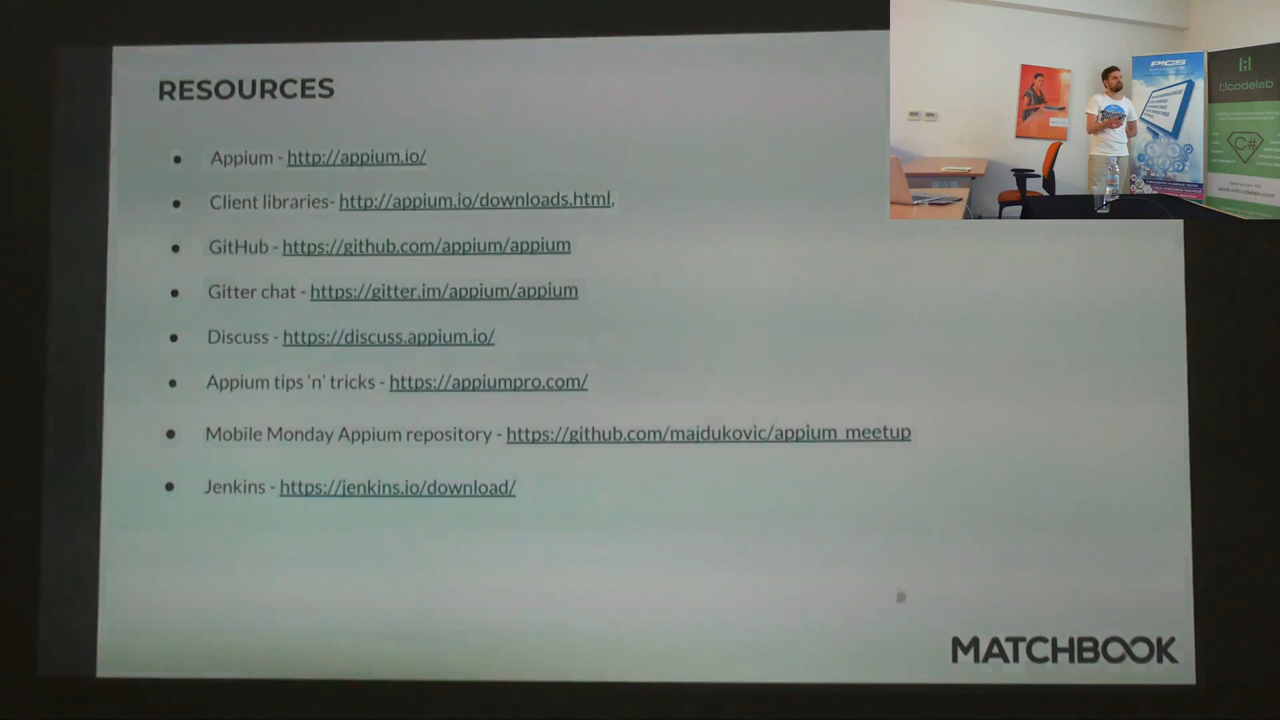 RESOURCES
● Appium - http://appium.io/
● Client libraries- http://appium.io/downloads.html,
● GitHub - https://github.com/appium/appium
● Gitter chat - https://gitter.im/appium/appium
● Discuss - https://discuss.appium.io/
● Appium tips 'n' tricks - https://appiumpro.com/
● Mobile Monday Appium repository - https://github.com/majdukovic/appium_meetup
● Jenkins - https://jenkins.io/download/
MATCHBOOK
PICS
I;Icodelab
C#